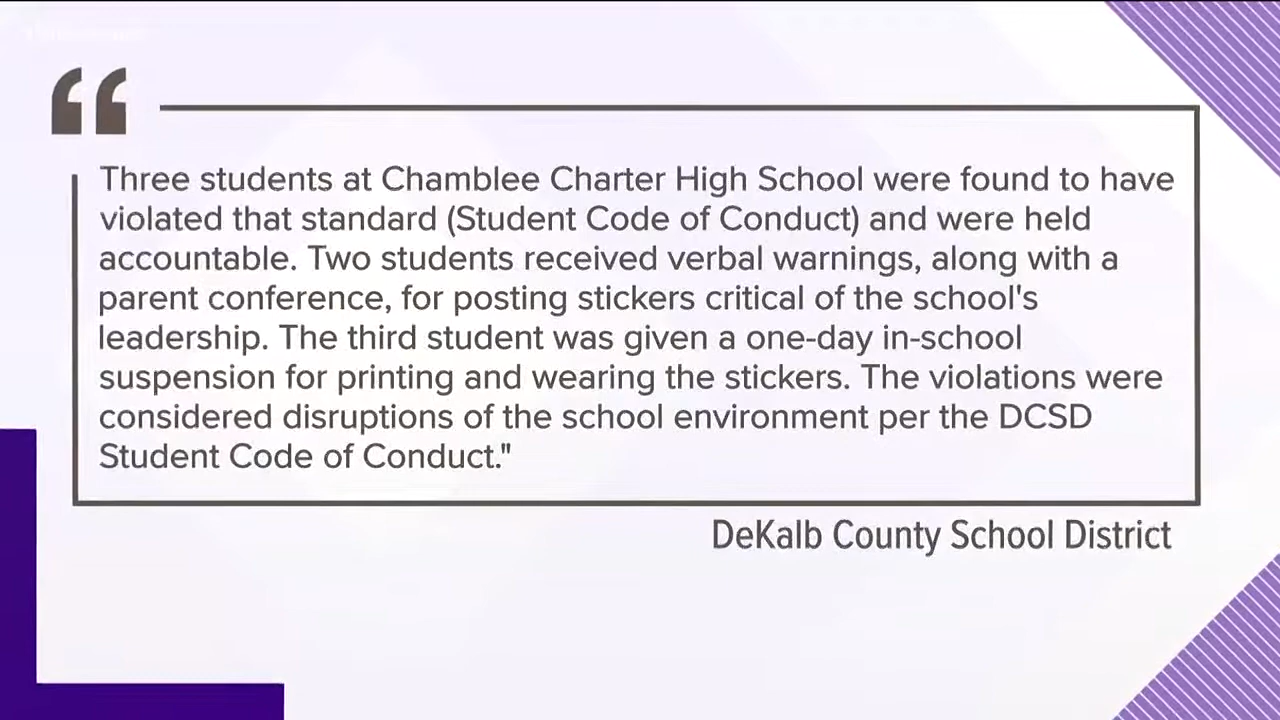 Three students at Chamblee Charter High School were found to have
violated that standard (Student Code of Conduct) and were held
accountable. Two students received verbal warnings, along with a
parent conference, for posting stickers critical of the school's
leadership. The third student was given a one-day in-school
suspension for printing and wearing the stickers. The violations were
considered disruptions of the school environment per the DCSD
Student Code of Conduct."
DeKalb County School District